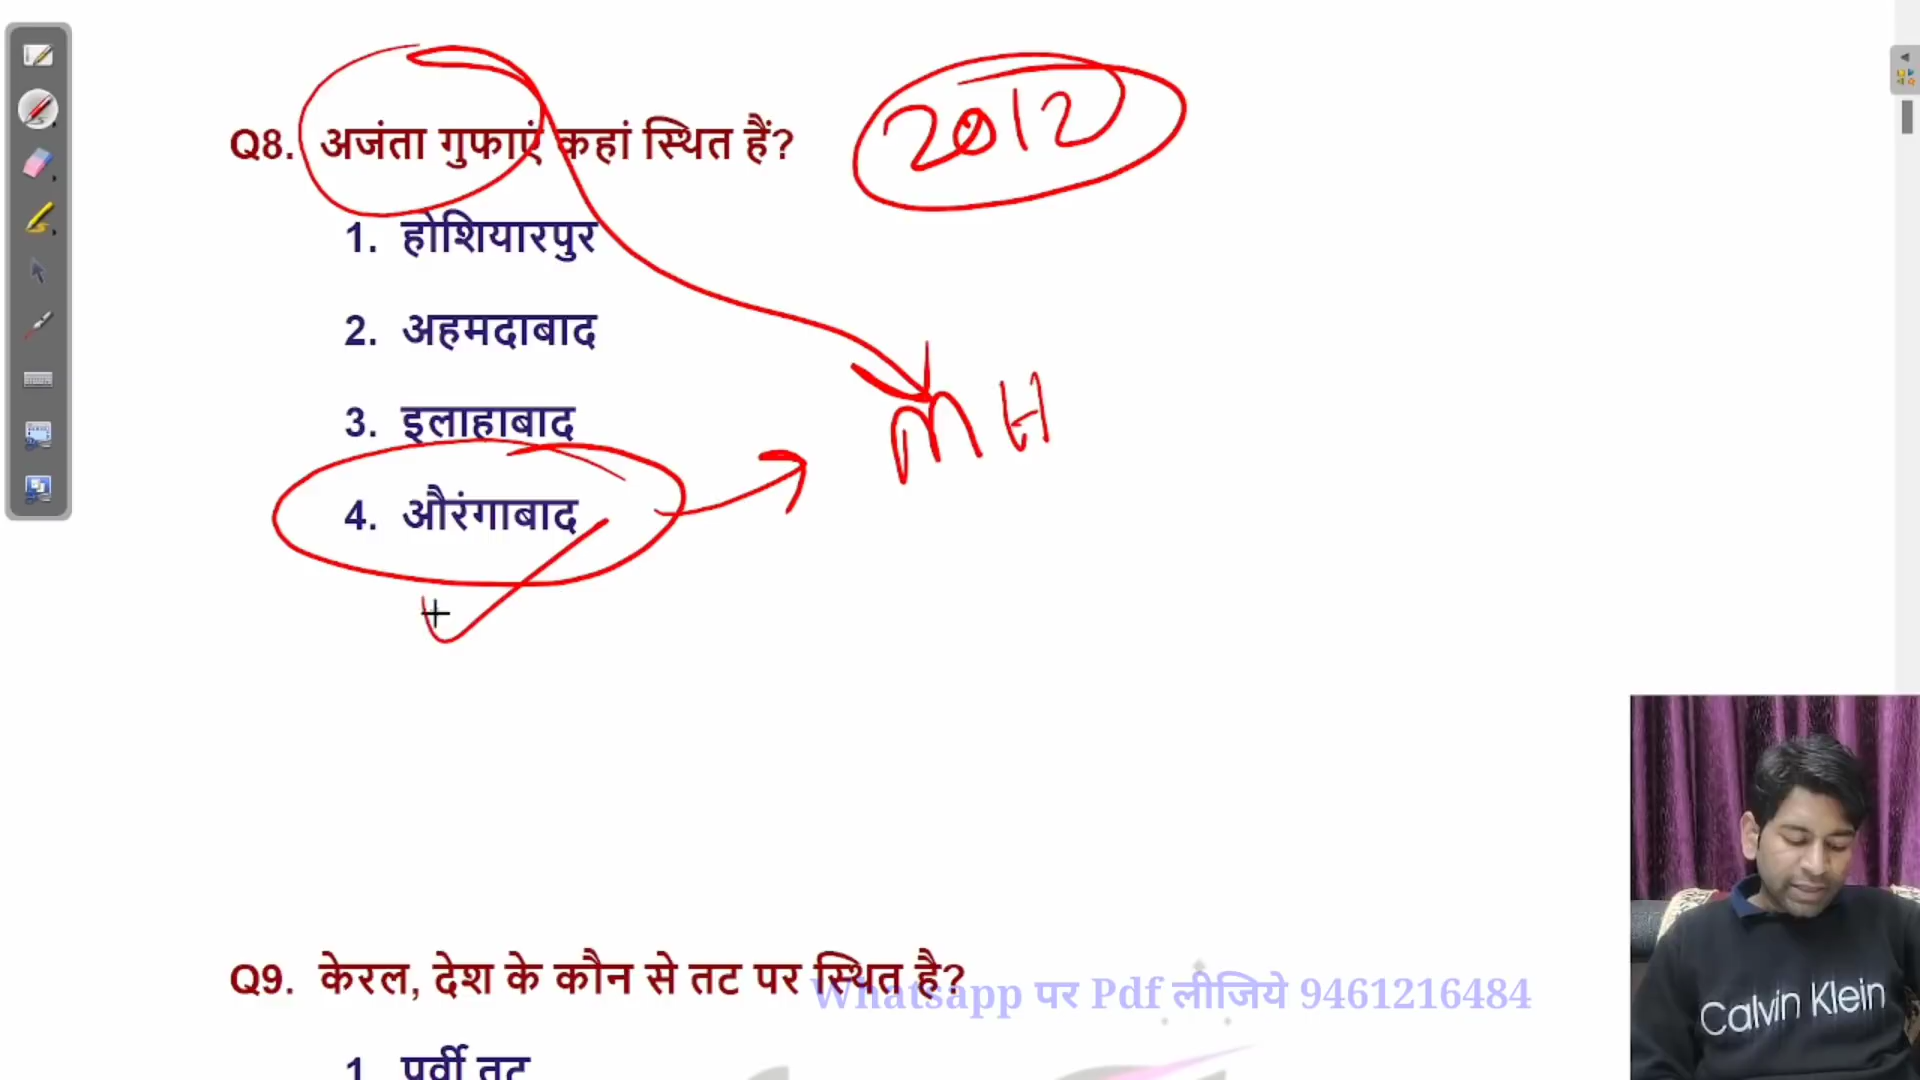 Q8. अजंता गुफाएं कहां स्थित हैं?
2012
1. होशियारपुर
2. अहमदाबाद
3. इलाहाबाद
MH
4. औरंगाबाद
Q9. केरल, देश के कौन से तट पर स्थित है?
Whatsapp पर Pdf लीजिये 9461216484
Calvin Klein
1. पूर्वी तट